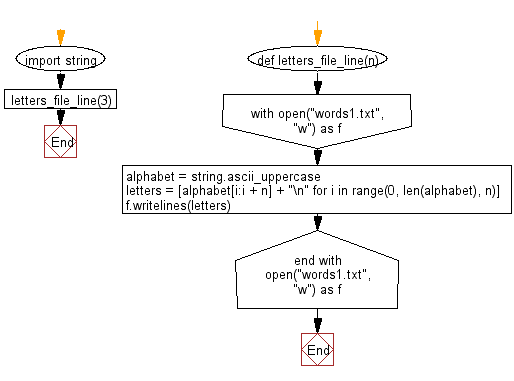 import string
letters_file_line(3)
End
def letters_file_line(n)
with open("words1.txt",
"w") as f
alphabet = string.ascii_uppercase
letters = [alphabet[i:i + n] + "\n" for i in range(0, len(alphabet), n)]
f.writelines(letters)
end with
open("words1.txt",
"w") as f
End